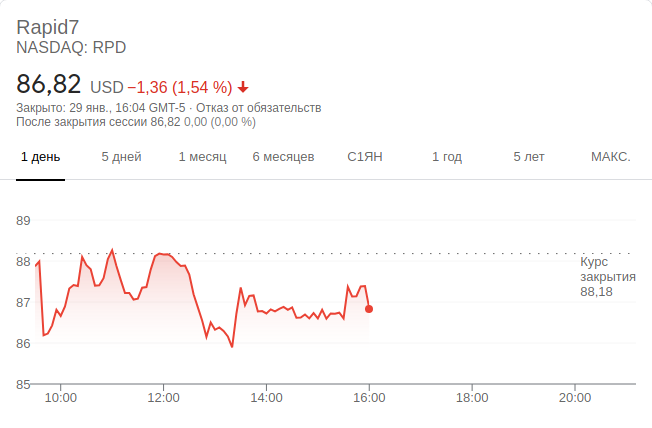 Rapid7
NASDAQ: RPD
86,82 USD −1,36 (1,54 %)
Закрыто: 29 янв., 16:04 GMT-5 · Отказ от обязательств
После закрытия сессии 86,82 0,00 (0,00 %)
1 день 5 дней 1 месяц 6 месяцев С1ЯН 1 год 5 лет МАКС.
89
88
Курс
закрытия
88,18
87
86
85
10:00 12:00 14:00 16:00 18:00 20:00